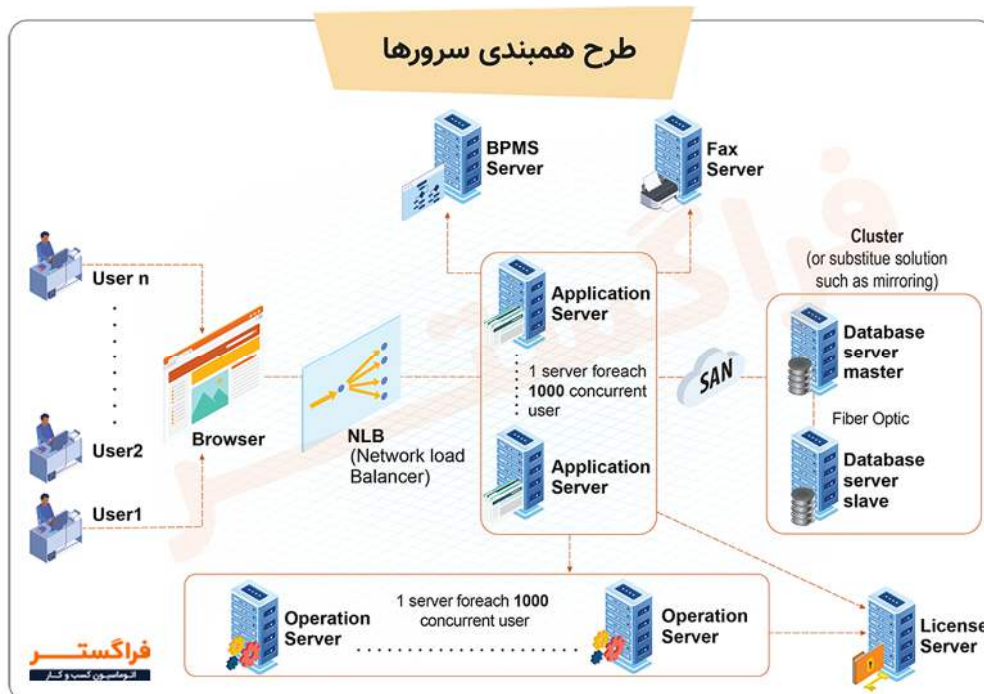 طرح همبندی سرورها
BPMS
Server
Fax
Server
Cluster
(or substitue solution
such as mirroring)
User n
User2
User1
Browser
NLB
(Network load
Balancer)
Application
Server
1 server foreach
1000 concurrent
user
Application
Server
SAN
Database
server
master
Fiber Optic
Database
server
slave
Operation
Server
1 server foreach 1000
concurrent user
Operation
Server
License
Server
فراگستر
اتوماسیون کسب و کار
فراگستر